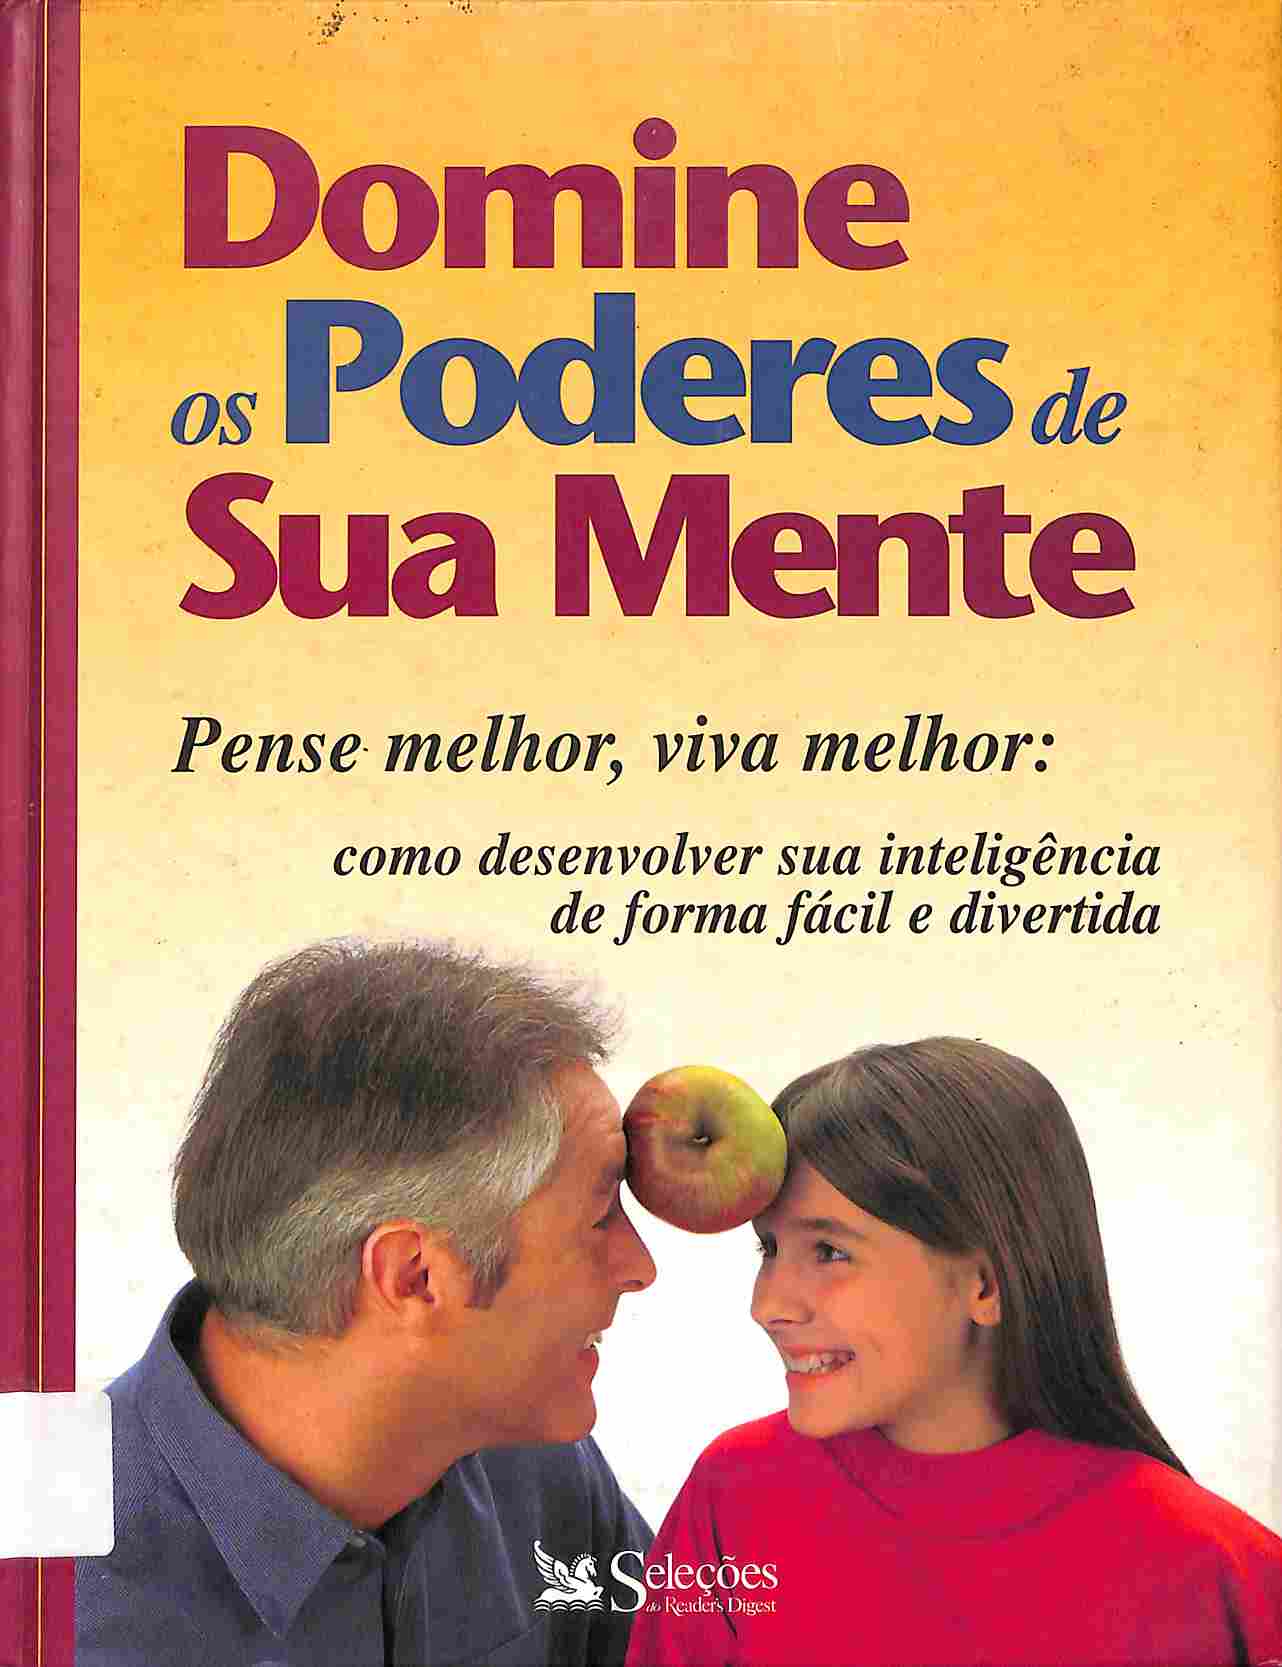 Domine
os Poderes de
Sua Mente
Pense melhor, viva melhor:
como desenvolver sua inteligência
de forma fácil e divertida
Seleções
do Reader's Digest